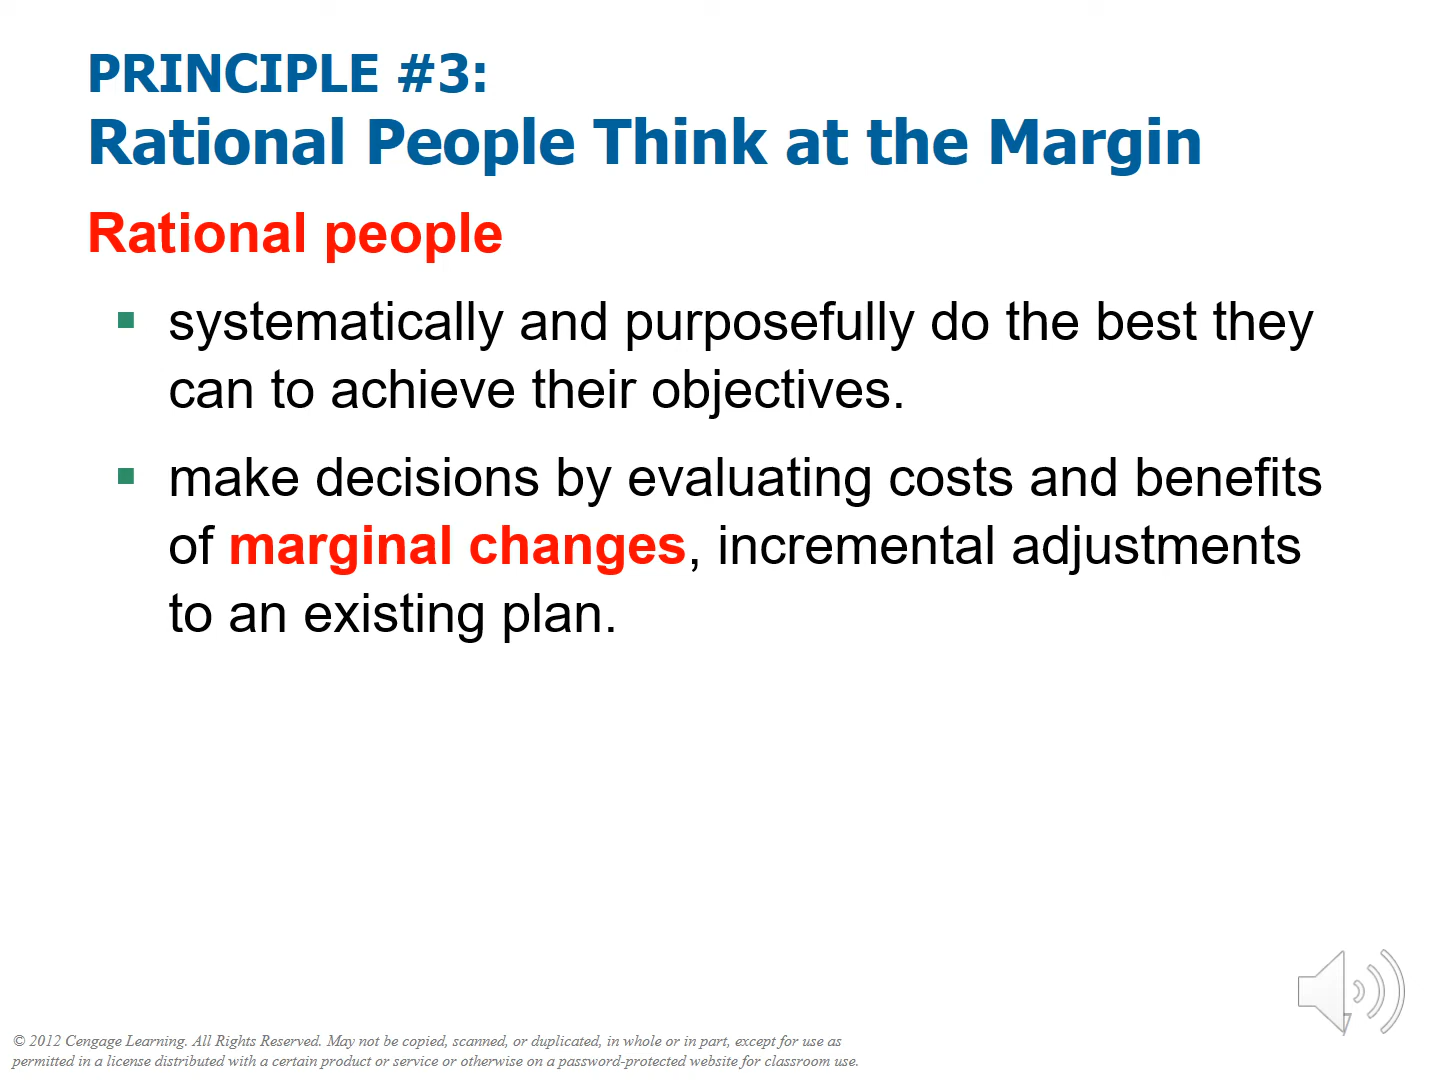 PRINCIPLE #3:
Rational People Think at the Margin
Rational people
▪ systematically and purposefully do the best they
can to achieve their objectives.
▪ make decisions by evaluating costs and benefits
of marginal changes, incremental adjustments
to an existing plan.
© 2012 Cengage Learning. All Rights Reserved. May not be copied, scanned, or duplicated, in whole or in part, except for use as
permitted in a license distributed with a certain product or service or otherwise on a password-protected website for classroom use.